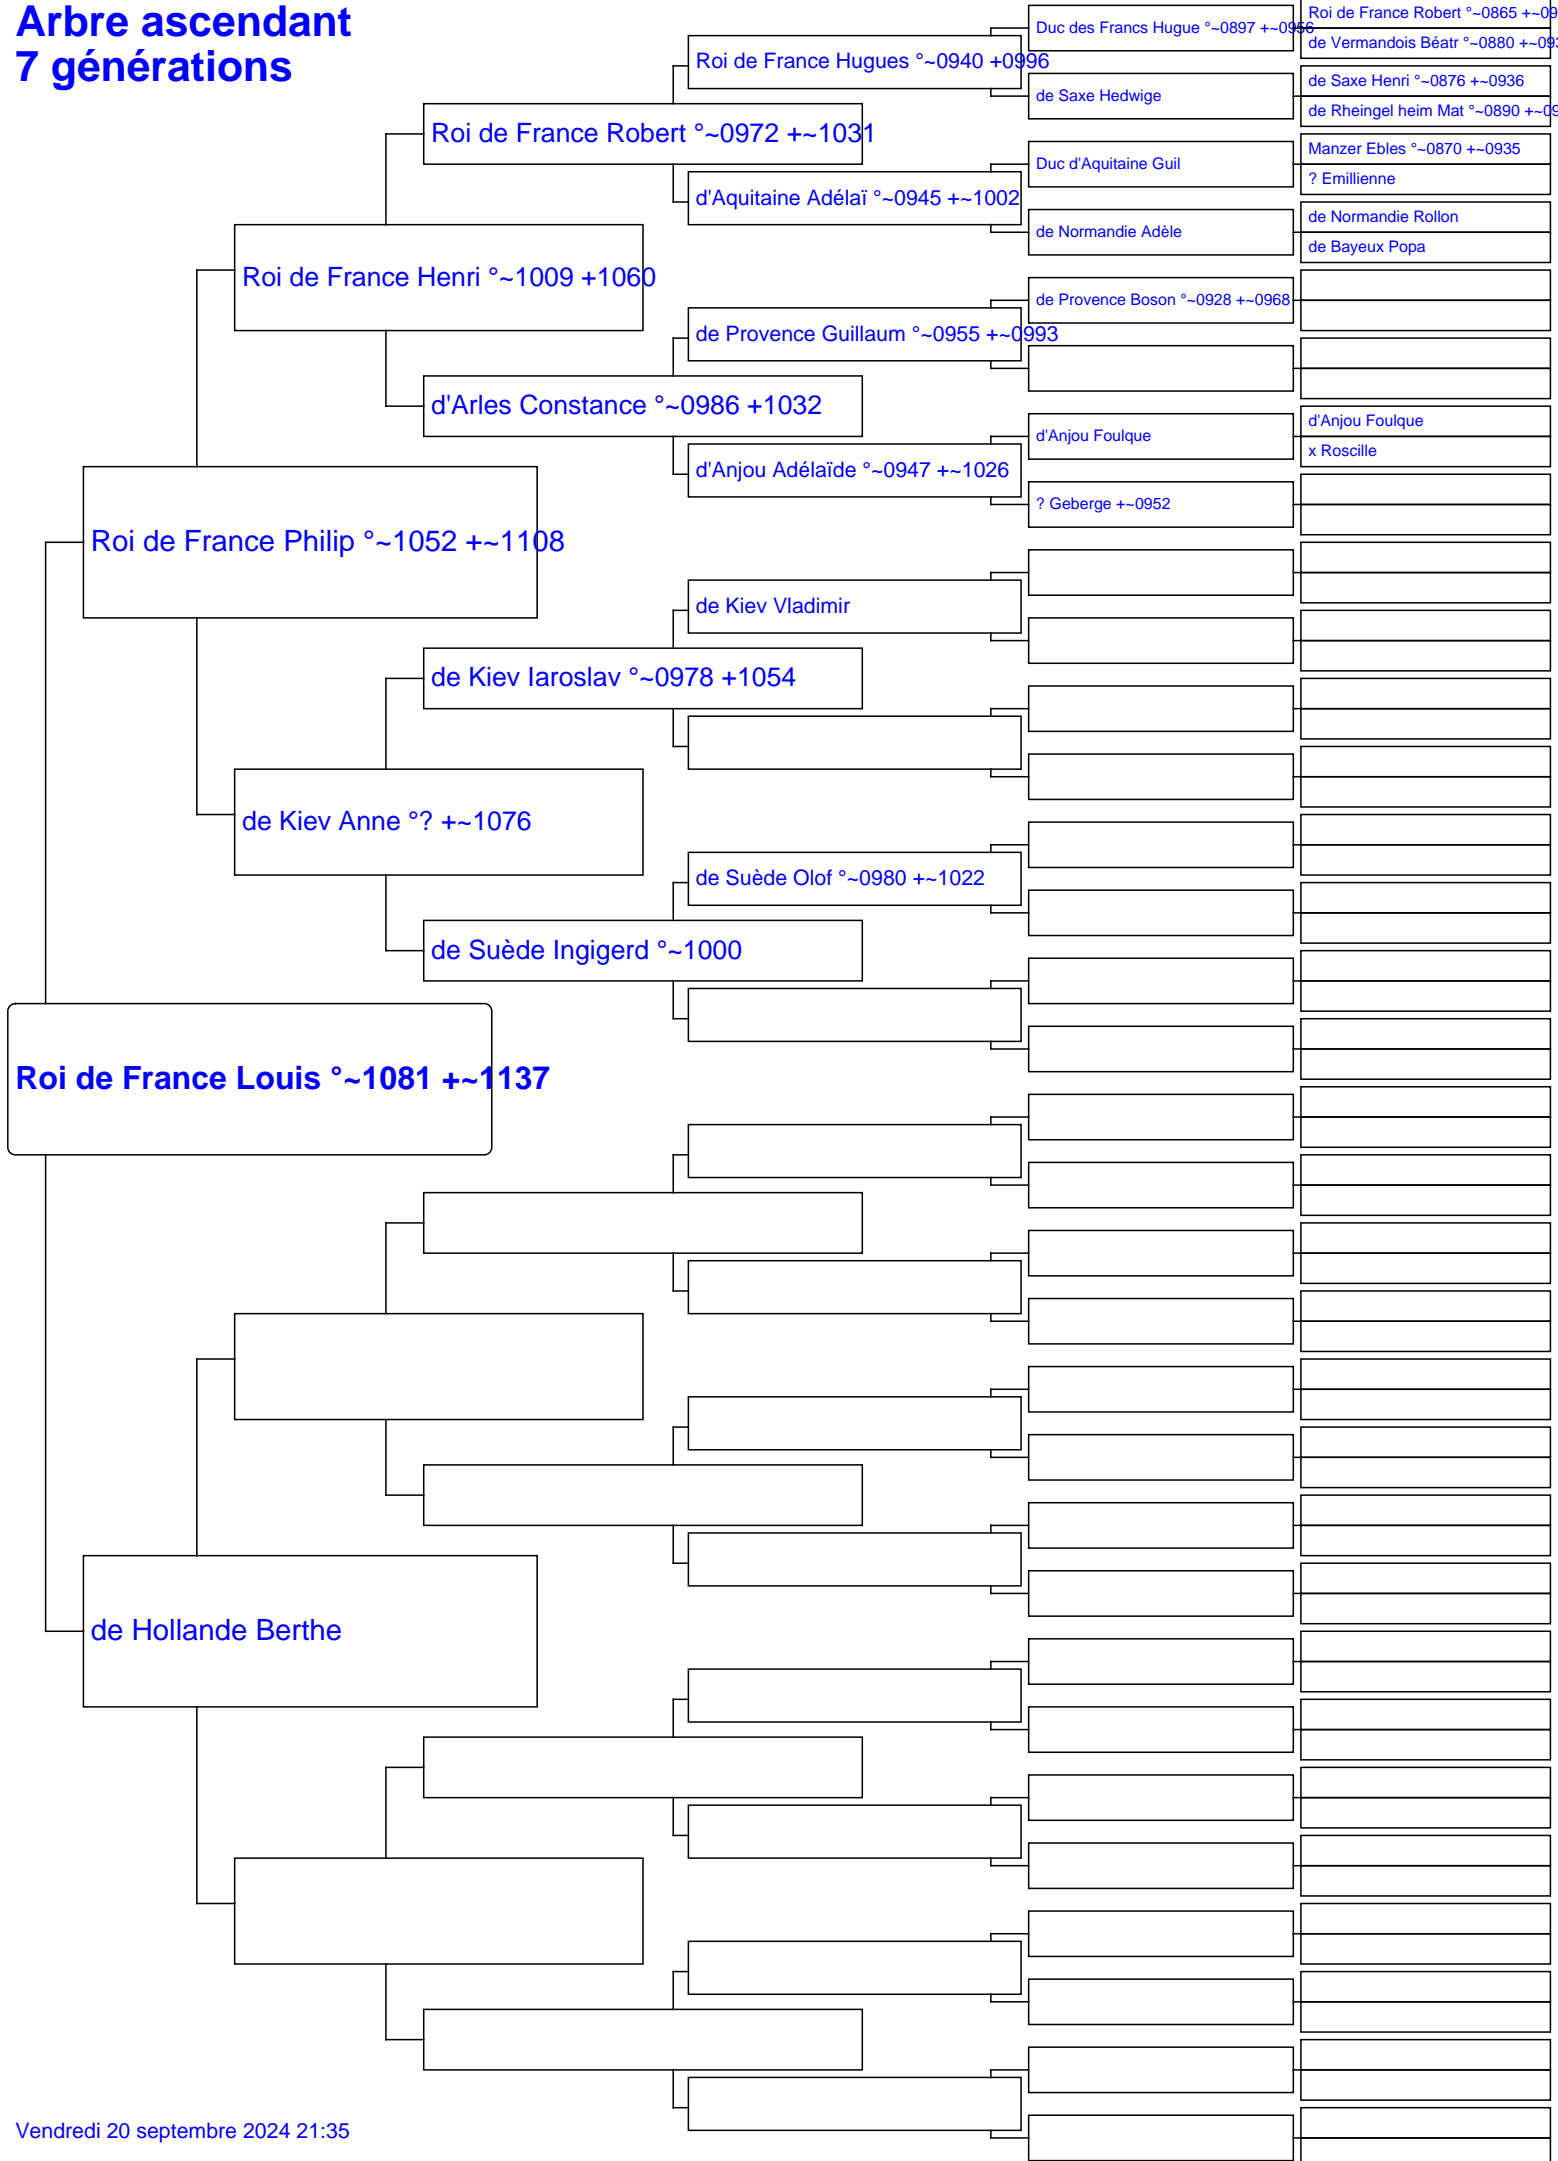 Arbre ascendant
7 générations
Roi de France Louis °~1081 +~1137
Roi de France Philip °~1052 +~1108
de Hollande Berthe
Roi de France Henri °~1009 +1060
de Kiev Anne °? +~1076
Roi de France Robert °~0972 +~1031
d'Arles Constance °~0986 +1032
de Kiev Iaroslav °~0978 +1054
de Suède Ingigerd °~1000
Roi de France Hugues °~0940 +0996
d'Aquitaine Adélaï °~0945 +~1002
de Provence Guillaum °~0955 +~0993
d'Anjou Adélaïde °~0947 +~1026
de Kiev Vladimir
de Suède Olof °~0980 +~1022
Duc des Francs Hugue °~0897 +~0956
de Saxe Hedwige
Duc d'Aquitaine Guil
de Normandie Adèle
de Provence Boson °~0928 +~0968
d'Anjou Foulque
? Geberge +~0952
Roi de France Robert °~0865 +~09
de Vermandois Béatr °~0880 +~093
de Saxe Henri °~0876 +~0936
de Rheingel heim Mat °~0890 +~09
Manzer Ebles °~0870 +~0935
? Emillienne
de Normandie Rollon
de Bayeux Popa
d'Anjou Foulque
x Roscille
Vendredi 20 septembre 2024 21:35